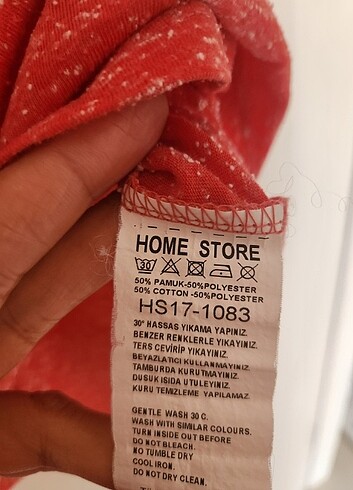 HOME STORE
30
50% PAMUK-50%POLYESTER
50% COTTON -50%POLYESTER
HS17-1083
30° HASSAS YIKAMA YAPINIZ.
BENZER RENKLERLE YIKAYINIZ.
TERS ÇEVİRİP YIKAYINIZ.
BEYAZLATICI KULLANMAYINIZ.
TAMBURDA KURUTMAYINIZ.
DUSUK ISIDA UTULEYINIZ.
KURU TEMIZLEME YAPILAMAZ.
GENTLE WASH 30 C.
WASH WITH SIMILAR COLOURS.
TURN INSIDE OUT BEFORE
DO NOT BLEACH.
NO TUMBLE DRY
COOL IRON.
DO NOT DRY CLEAN.